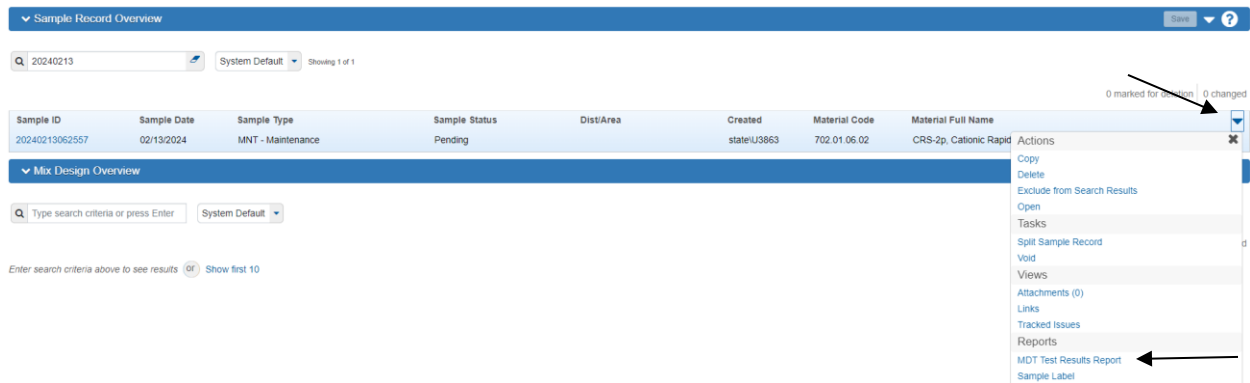 Sample Record Overview
Save
20240213 System Default Showing 1 of 1
0 marked for deletion 0 changed
Sample ID Sample Date Sample Type Sample Status Dist/Area Created Material Code Material Full Name
20240213062557 02/13/2024 MNT - Maintenance Pending state\U3863 702.01.06.02 CRS-2p, Cationic Rapid
Actions
Copy
Delete
Exclude from Search Results
Open
Tasks
Split Sample Record
Void
Views
Attachments (0)
Links
Tracked Issues
Reports
MDT Test Results Report
Sample Label
Mix Design Overview
Type search criteria or press Enter System Default
Enter search criteria above to see results or Show first 10